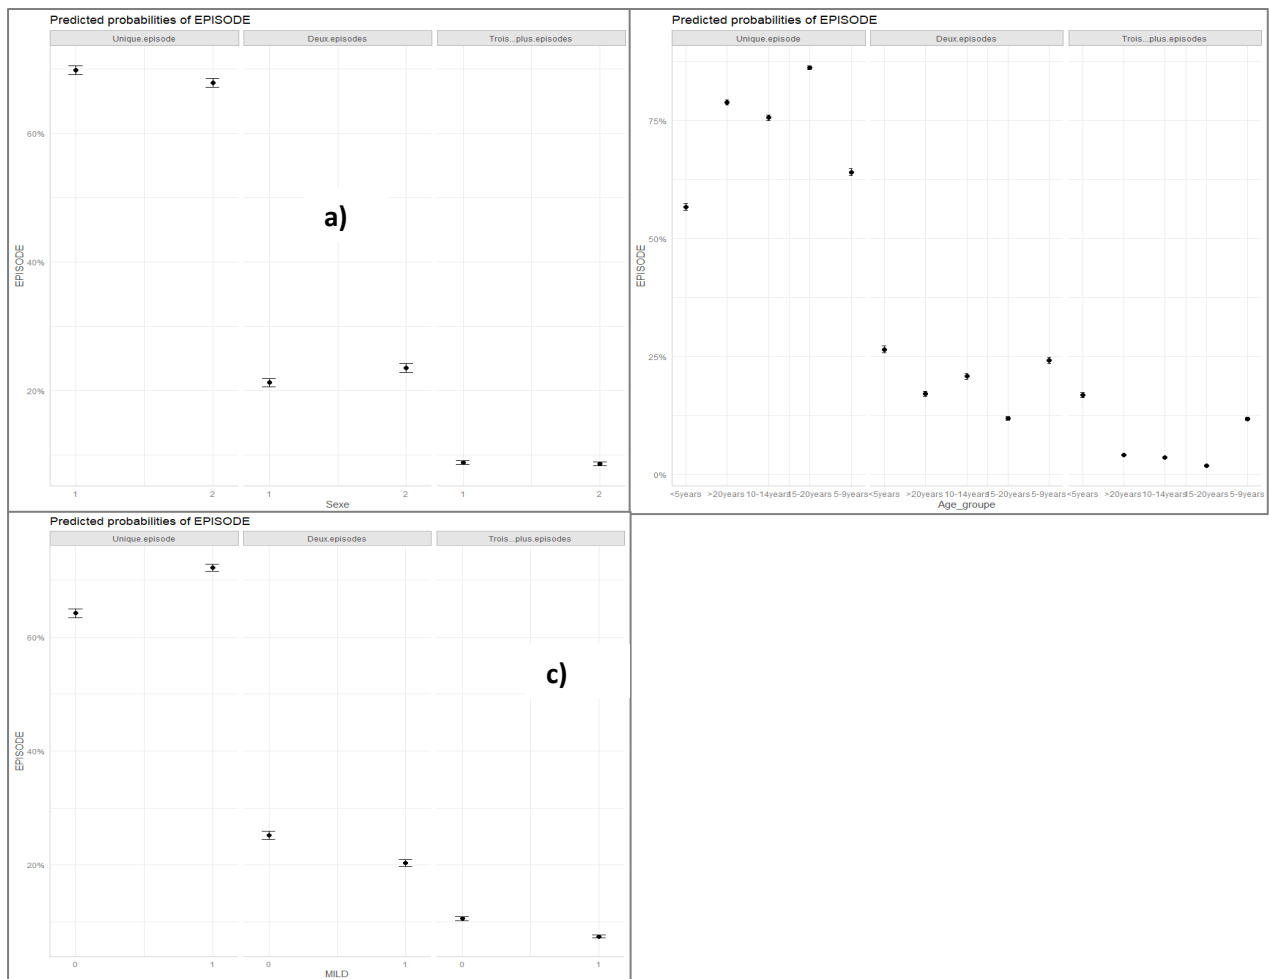 Predicted probabilities of EPISODE
Unique.episode Deux.episodes Trois...plus.episodes
60%
40%
20%
EPISODE
a)
1 2 1 2 1 2
Sexe
Predicted probabilities of EPISODE
Unique.episode Deux.episodes Trois...plus.episodes
75%
50%
25%
0%
EPISODE
<5years >20years 10-14years 15-20years 5-9years <5years >20years 10-14years 15-20years 5-9years <5years >20years 10-14years 15-20years 5-9years
Age_groupe
Predicted probabilities of EPISODE
Unique.episode Deux.episodes Trois...plus.episodes
60%
40%
20%
EPISODE
c)
0 1 0 1 0 1
MILD